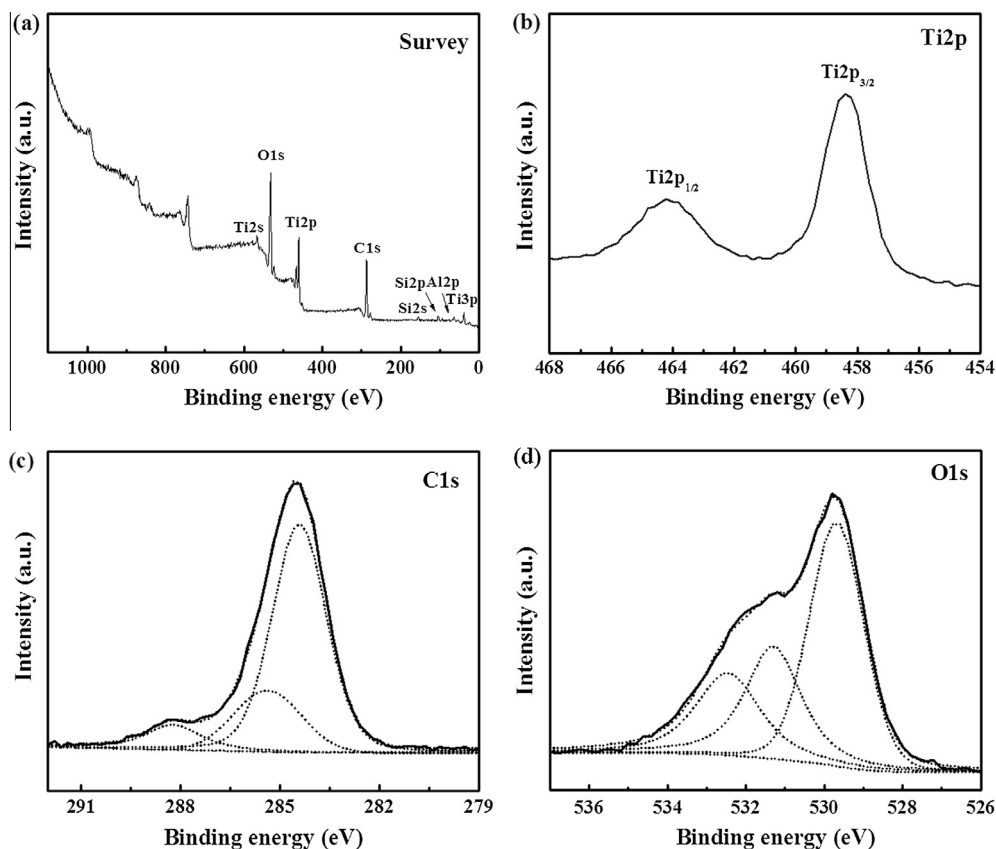 (a)
Survey
O1s
Ti2s
Ti2p
C1s
Si2p Al2p
Si2s
Ti3p
Intensity (a.u.)
1000 800 600 400 200 0
Binding energy (eV)
(b)
Ti2p
Ti2p3/2
Ti2p1/2
Intensity (a.u.)
468 466 464 462 460 458 456 454
Binding energy (eV)
(c)
C1s
Intensity (a.u.)
291 288 285 282 279
Binding energy (eV)
(d)
O1s
Intensity (a.u.)
536 534 532 530 528 526
Binding energy (eV)